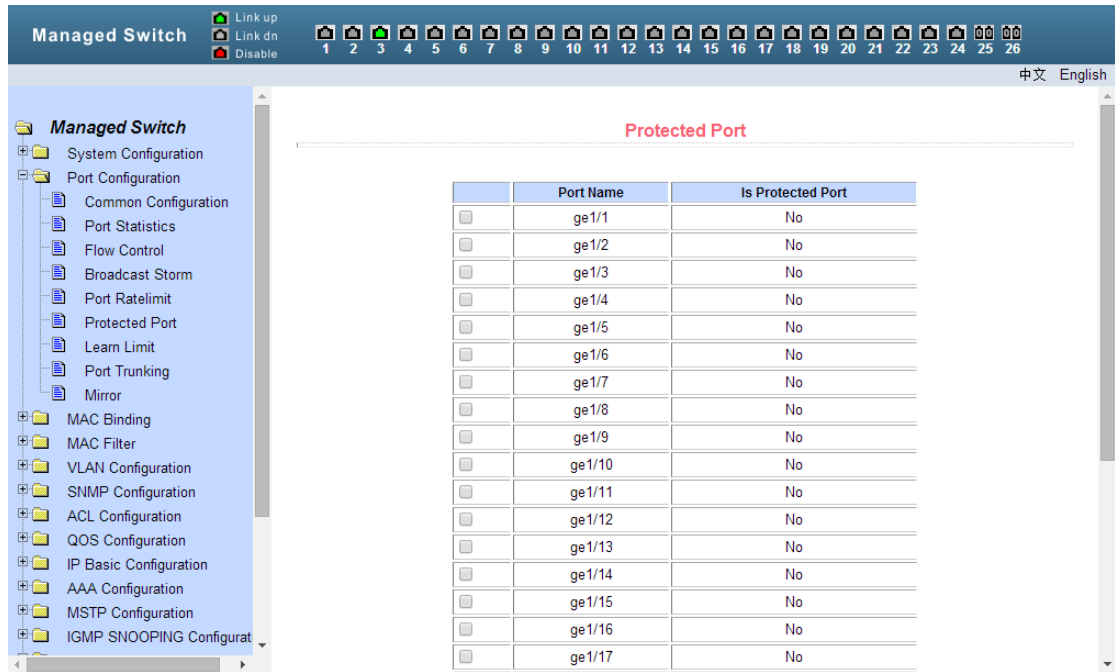 Managed Switch
Link up
Link dn
Disable
1 2 3 4 5 6 7 8 9 10 11 12 13 14 15 16 17 18 19 20 21 22 23 24 25 26
中文 English
Managed Switch
System Configuration
Port Configuration
Common Configuration
Port Statistics
Flow Control
Broadcast Storm
Port Ratelimit
Protected Port
Learn Limit
Port Trunking
Mirror
MAC Binding
MAC Filter
VLAN Configuration
SNMP Configuration
ACL Configuration
QOS Configuration
IP Basic Configuration
AAA Configuration
MSTP Configuration
IGMP SNOOPING Configurat
Protected Port
Port Name Is Protected Port
ge1/1 No
ge1/2 No
ge1/3 No
ge1/4 No
ge1/5 No
ge1/6 No
ge1/7 No
ge1/8 No
ge1/9 No
ge1/10 No
ge1/11 No
ge1/12 No
ge1/13 No
ge1/14 No
ge1/15 No
ge1/16 No
ge1/17 No